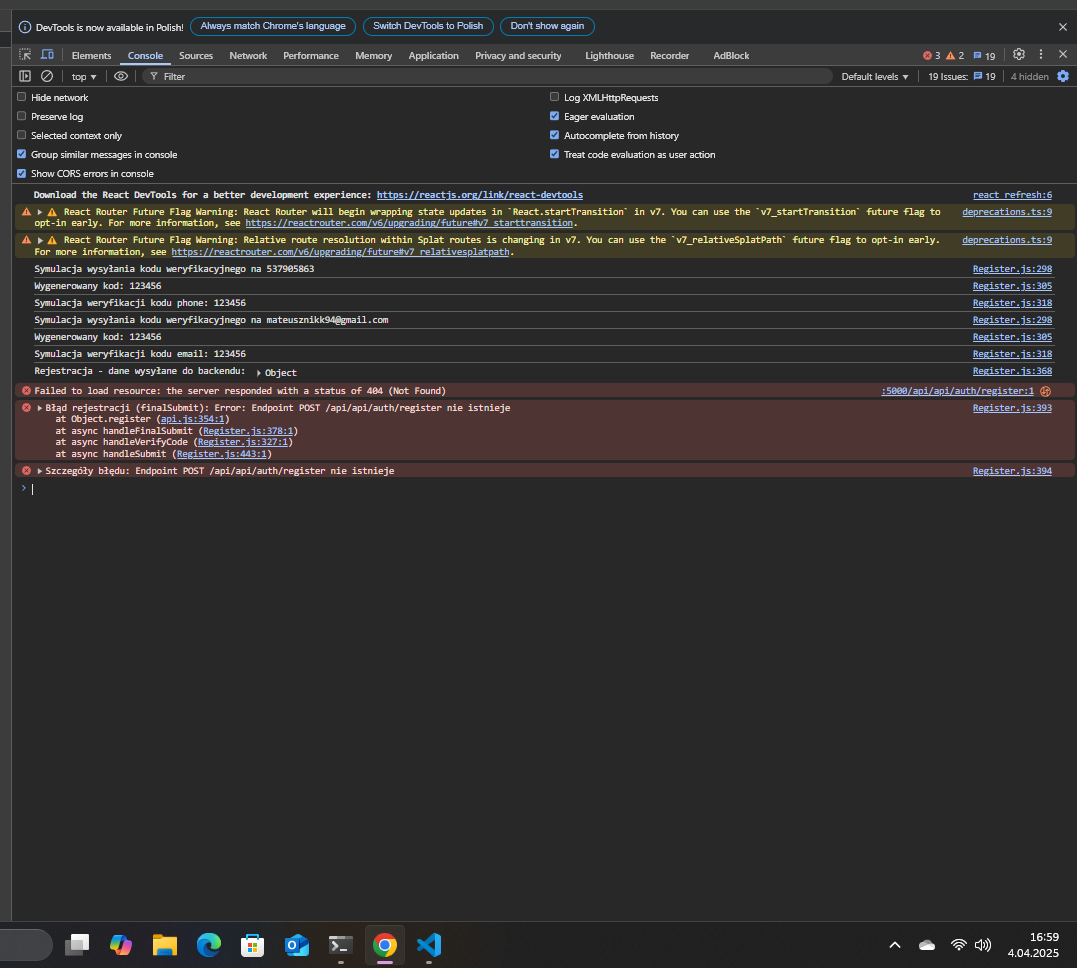 DevTools is now available in Polish! Always match Chrome's language Switch DevTools to Polish Don't show again
Elements Console Sources Network Performance Memory Application Privacy and security Lighthouse Recorder AdBlock 3 2 19
top Filter Default levels 19 Issues: 19 4 hidden
Hide network Log XMLHttpRequests
Preserve log Eager evaluation
Selected context only Autocomplete from history
Group similar messages in console Treat code evaluation as user action
Show CORS errors in console
Download the React DevTools for a better development experience: https://reactjs.org/link/react-devtools react refresh:6
React Router Future Flag Warning: React Router will begin wrapping state updates in `React.startTransition` in v7. You can use the `v7_startTransition` future flag to deprecations.ts:9
opt-in early. For more information, see https://reactrouter.com/v6/upgrading/future#v7_starttransition.
React Router Future Flag Warning: Relative route resolution within Splat routes is changing in v7. You can use the `v7_relativeSplatPath` future flag to opt-in early. deprecations.ts:9
For more information, see https://reactrouter.com/v6/upgrading/future#v7_relativesplatpath.
Symulacja wysyłania kodu weryfikacyjnego na 537905863 Register.js:298
Wygenerowany kod: 123456 Register.js:305
Symulacja weryfikacji kodu phone: 123456 Register.js:318
Symulacja wysyłania kodu weryfikacyjnego na mateusznikk94@gmail.com Register.js:298
Wygenerowany kod: 123456 Register.js:305
Symulacja weryfikacji kodu email: 123456 Register.js:318
Rejestracja - dane wysyłane do backendu: Object Register.js:368
Failed to load resource: the server responded with a status of 404 (Not Found) :5000/api/api/auth/register:1
Błąd rejestracji (finalSubmit): Error: Endpoint POST /api/api/auth/register nie istnieje Register.js:393
at Object.register (api.js:354:1)
at async handleFinalSubmit (Register.js:378:1)
at async handleVerifyCode (Register.js:327:1)
at async handleSubmit (Register.js:443:1)
Szczegóły błędu: Endpoint POST /api/api/auth/register nie istnieje Register.js:394
16:59
4.04.2025